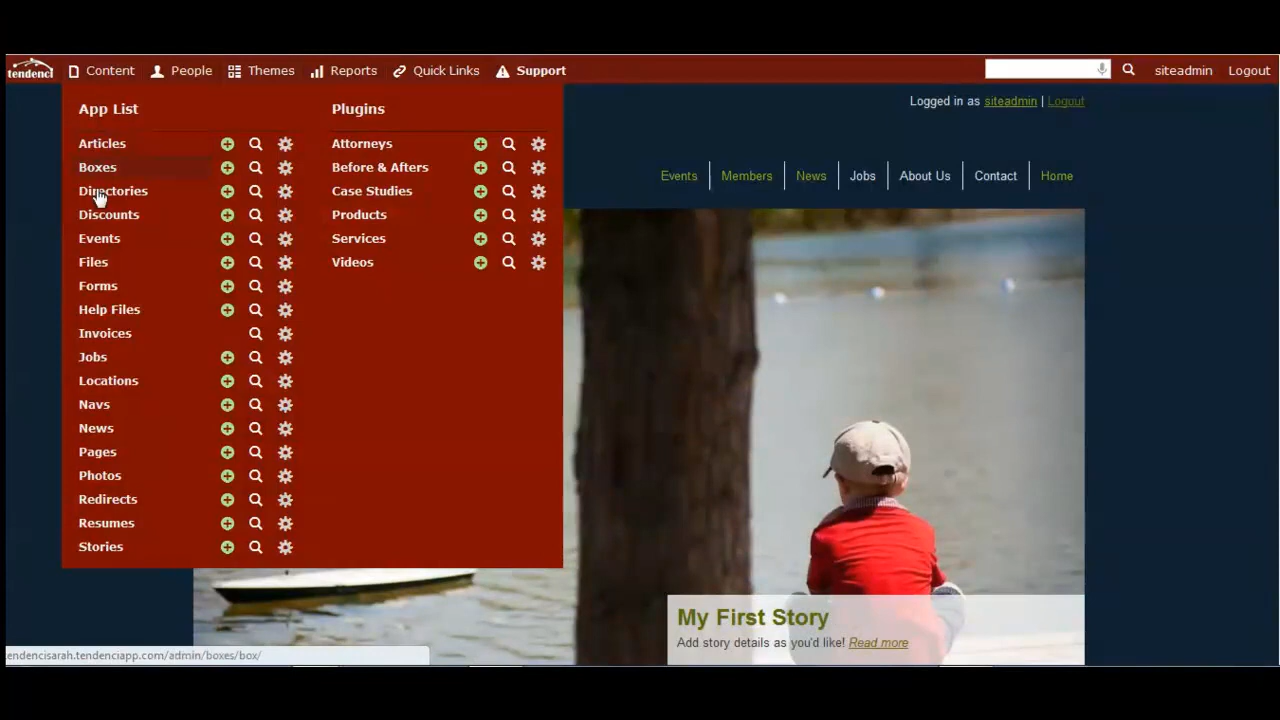 tendenci Content People Themes Reports Quick Links Support siteadmin Logout
Logged in as siteadmin | Logout
Events Members News Jobs About Us Contact Home
App List
Articles
Boxes
Directories
Discounts
Events
Files
Forms
Help Files
Invoices
Jobs
Locations
Navs
News
Pages
Photos
Redirects
Resumes
Stories
Plugins
Attorneys
Before & Afters
Case Studies
Products
Services
Videos
My First Story
Add story details as you'd like! Read more
tendencisarah.tendenciapp.com/admin/boxes/box/